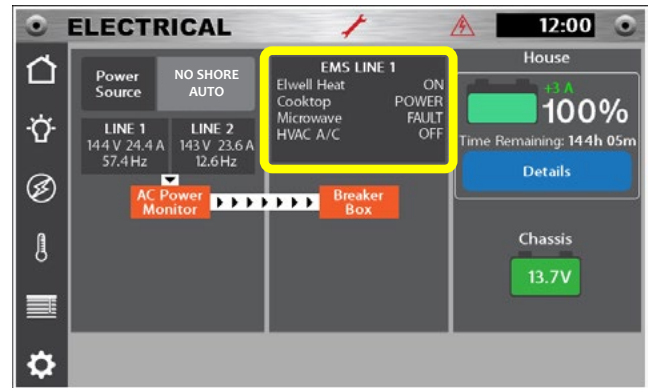 ELECTRICAL
12:00
Power
Source
NO SHORE
AUTO
LINE 1
144 V 24.4 A
57.4 Hz
LINE 2
143 V 23.6 A
12.6 Hz
AC Power
Monitor
Breaker
Box
EMS LINE 1
Elwell Heat ON
Cooktop POWER
Microwave FAULT
HVAC A/C OFF
House
+3 A
100%
Time Remaining: 144h 05m
Details
Chassis
13.7V